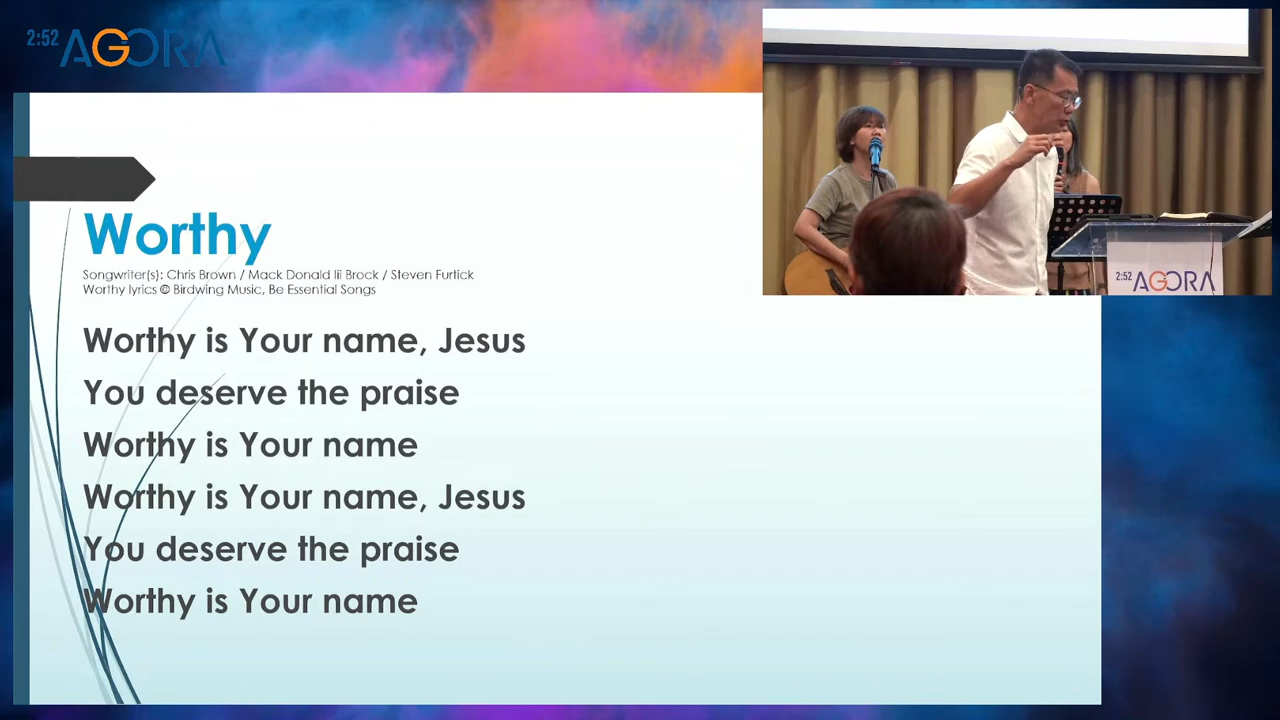 2:52 AGORA
Worthy
Songwriter(s): Chris Brown / Mack Donald Iii Brock / Steven Furtick
Worthy lyrics © Birdwing Music, Be Essential Songs
Worthy is Your name, Jesus
You deserve the praise
Worthy is Your name
Worthy is Your name, Jesus
You deserve the praise
Worthy is Your name
2:52 AGORA